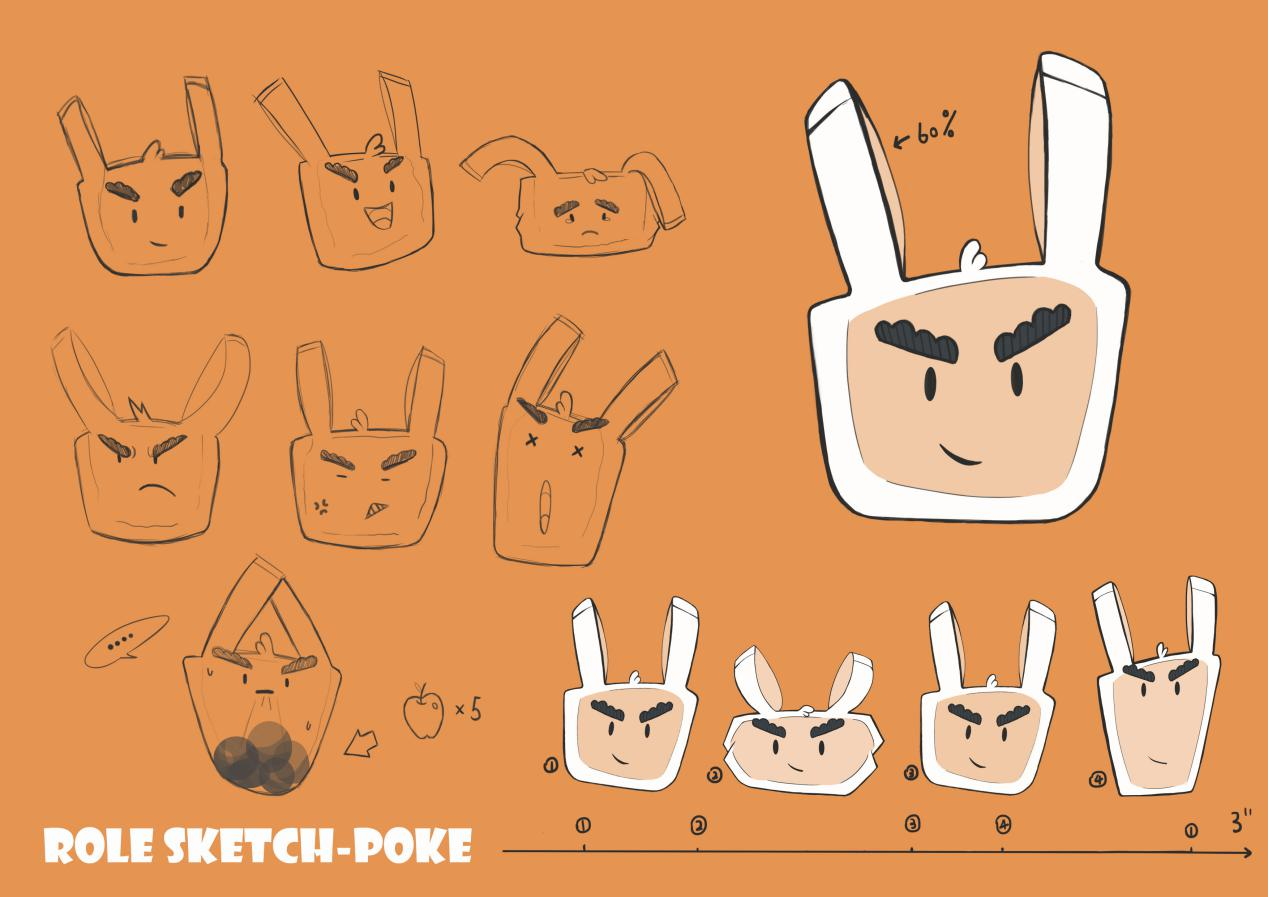 ← 60%
....
× 5
① ② ③ ④
① ② ③ ④ ① 3"
ROLE SKETCH-POKE